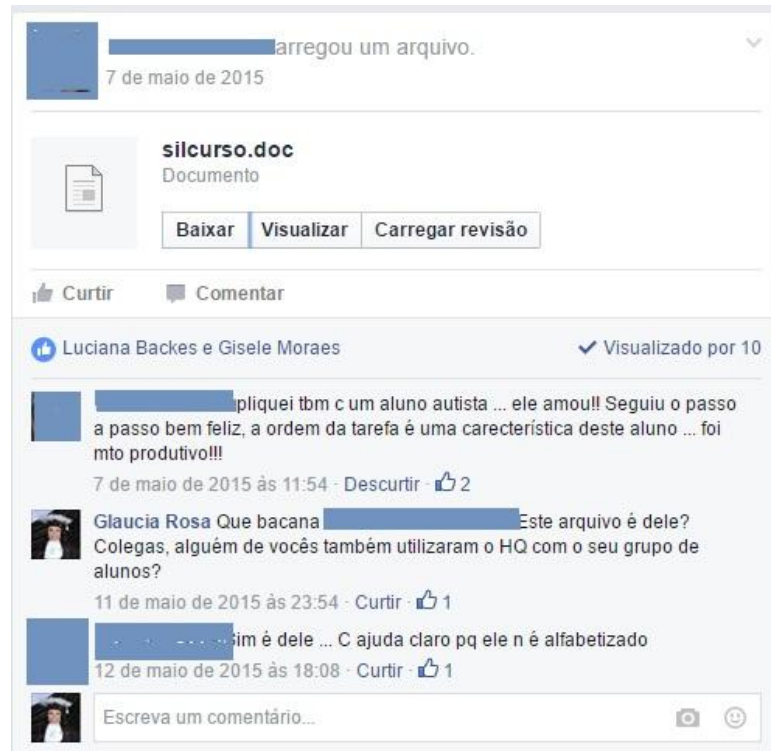 arregou um arquivo.
7 de maio de 2015
silcurso.doc
Documento
Baixar Visualizar Carregar revisão
Curtir Comentar
Luciana Backes e Gisele Moraes Visualizado por 10
pliquei tbm c um aluno autista ... ele amou!! Seguiu o passo
a passo bem feliz, a ordem da tarefa é uma carecterística deste aluno ... foi
mto produtivo!!!
7 de maio de 2015 às 11:54 · Descurtir · 2
Glaucia Rosa Que bacana Este arquivo é dele?
Colegas, alguém de vocês também utilizaram o HQ com o seu grupo de
alunos?
11 de maio de 2015 às 23:54 · Curtir · 1
Sim é dele ... C ajuda claro pq ele n é alfabetizado
12 de maio de 2015 às 18:08 · Curtir · 1
Escreva um comentário...